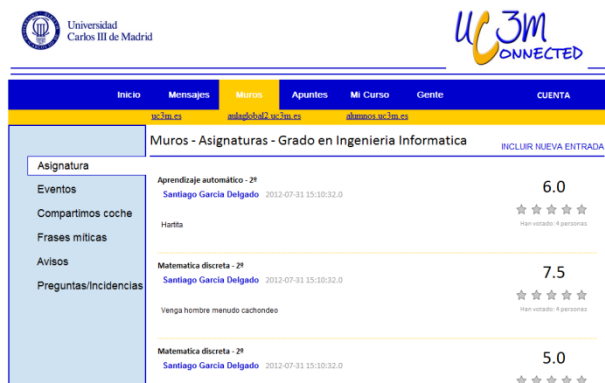 Universidad
Carlos III de Madrid
UC3M
CONNECTED
Inicio Mensajes Muros Apuntes Mi Curso Gente CUENTA
uc3m.es aulaglobal2.uc3m.es alumnos.uc3m.es
Muros - Asignaturas - Grado en Ingenieria Informatica
INCLUIR NUEVA ENTRADA
Asignatura
Eventos
Compartimos coche
Frases míticas
Avisos
Preguntas/Incidencias
Aprendizaje automático - 2º
Santiago Garcia Delgado 2012-07-31 15:10:32.0
Hartita
6.0
Han votado: 4 personas
Matematica discreta - 2º
Santiago Garcia Delgado 2012-07-31 15:10:32.0
Venga hombre menudo cachondeo
7.5
Han votado: 4 personas
Matematica discreta - 2º
Santiago Garcia Delgado 2012-07-31 15:10:32.0
5.0